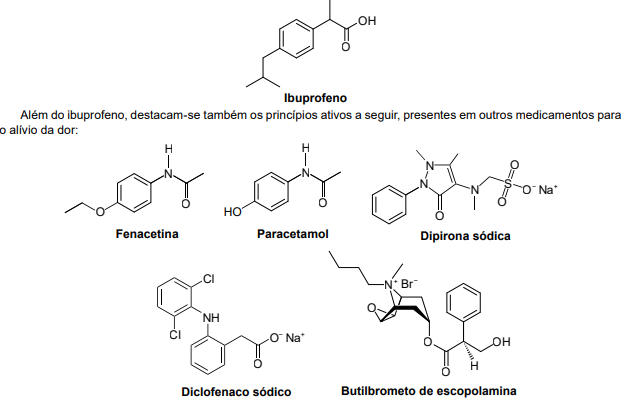 OH
O
Ibuprofeno
Além do ibuprofeno, destacam-se também os princípios ativos a seguir, presentes em outros medicamentos para
o alívio da dor:
H
N
O
O
Fenacetina
H
N
HO
O
Paracetamol
N
N
O
N
O
S
O
O⁻ Na⁺
Dipirona sódica
Cl
Cl
NH
O
O⁻ Na⁺
Diclofenaco sódico
N⁺ Br⁻
O
O
O
OH
H
Butilbrometo de escopolamina